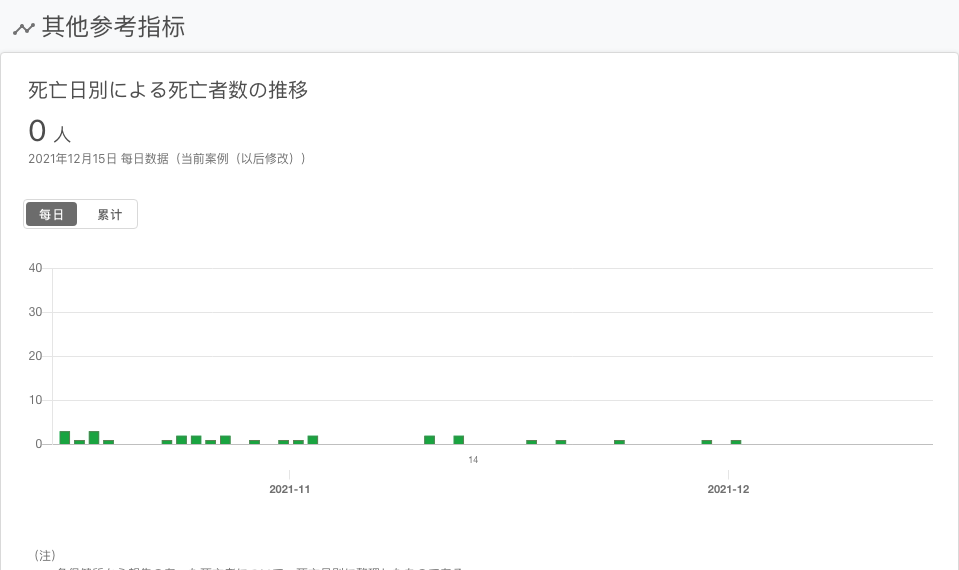 其他参考指标
死亡日別による死亡者数の推移
0 人
2021年12月15日 每日数据（当前案例（以后修改））
每日 累计
40
30
20
10
0
14
2021-11 2021-12
（注）